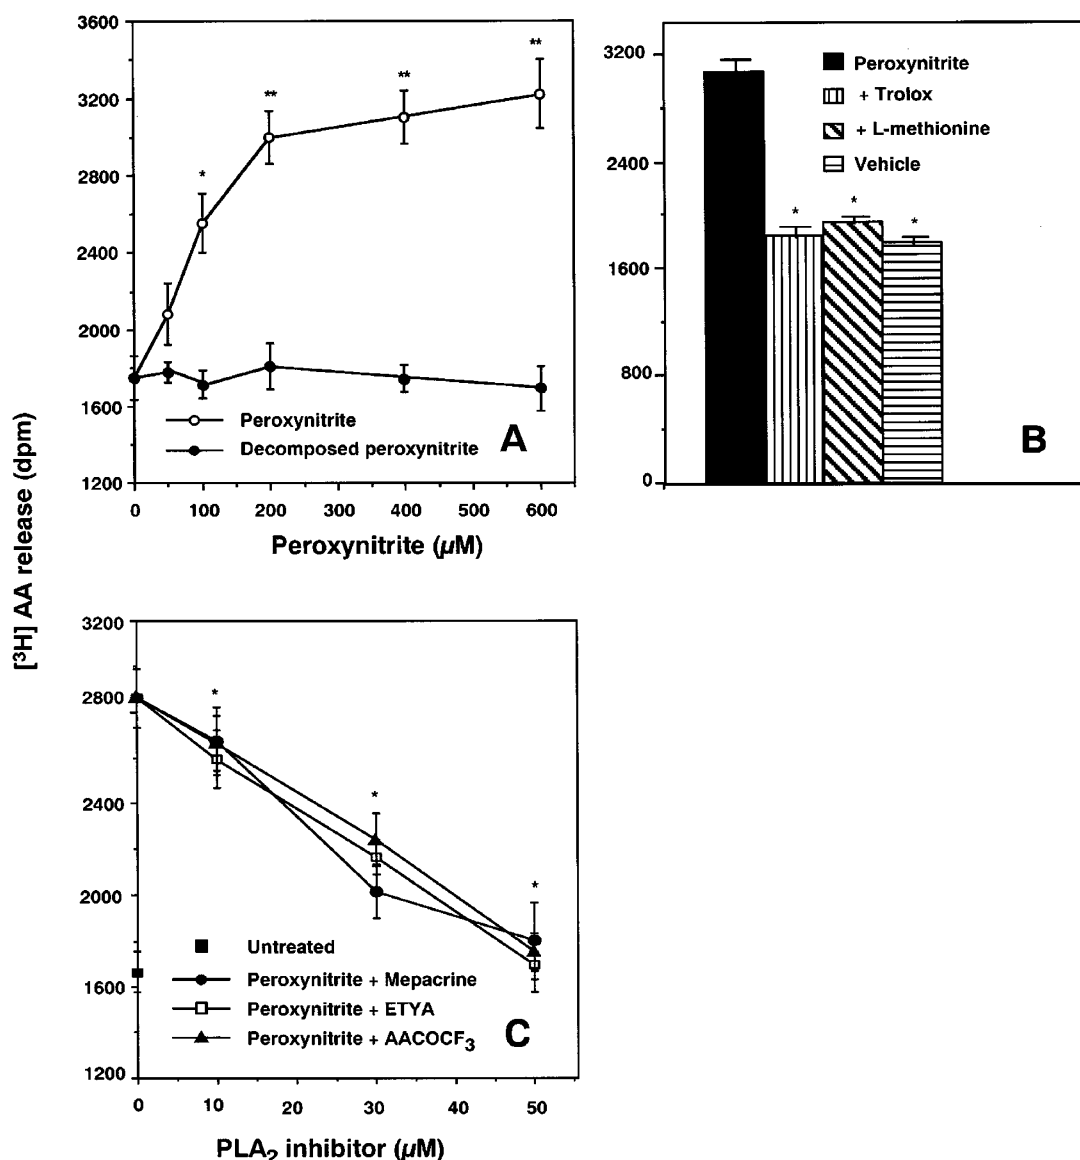 [³H] AA release (dpm)
3600
3200
2800
2400
2000
1600
1200
*
**
**
**
Peroxynitrite
Decomposed peroxynitrite
A
0
100
200
300
400
600
Peroxynitrite (µM)
3200
2400
1600
800
0
Peroxynitrite
+ Trolox
+ L-methionine
Vehicle
*
*
*
B
3200
2800
2400
2000
1600
1200
*
*
*
Untreated
Peroxynitrite + Mepacrine
Peroxynitrite + ETYA
Peroxynitrite + AACOCF₃
C
0
10
30
40
50
PLA₂ inhibitor (µM)